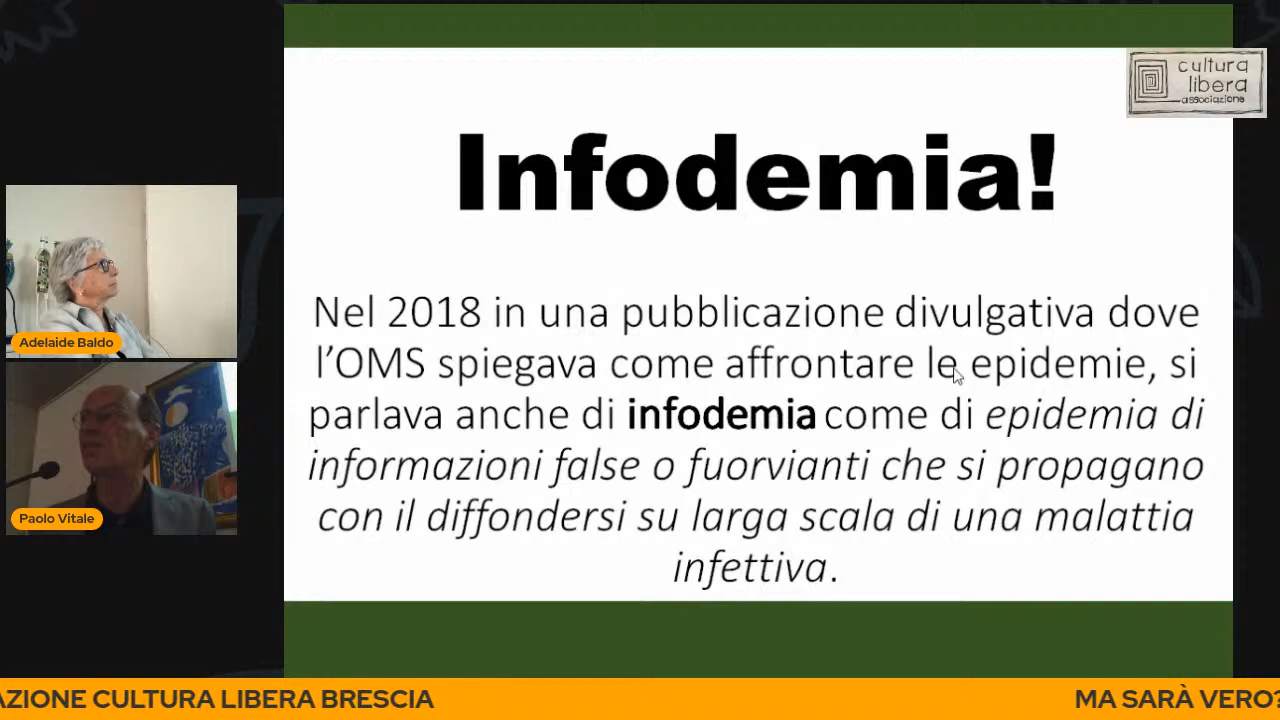 cultura
libera
associazione
Infodemia!
Nel 2018 in una pubblicazione divulgativa dove
l'OMS spiegava come affrontare le epidemie, si
parlava anche di infodemia come di epidemia di
informazioni false o fuorvianti che si propagano
con il diffondersi su larga scala di una malattia
infettiva.
Adelaide Baldo
Paolo Vitale
AZIONE CULTURA LIBERA BRESCIA
MA SARÀ VERO?